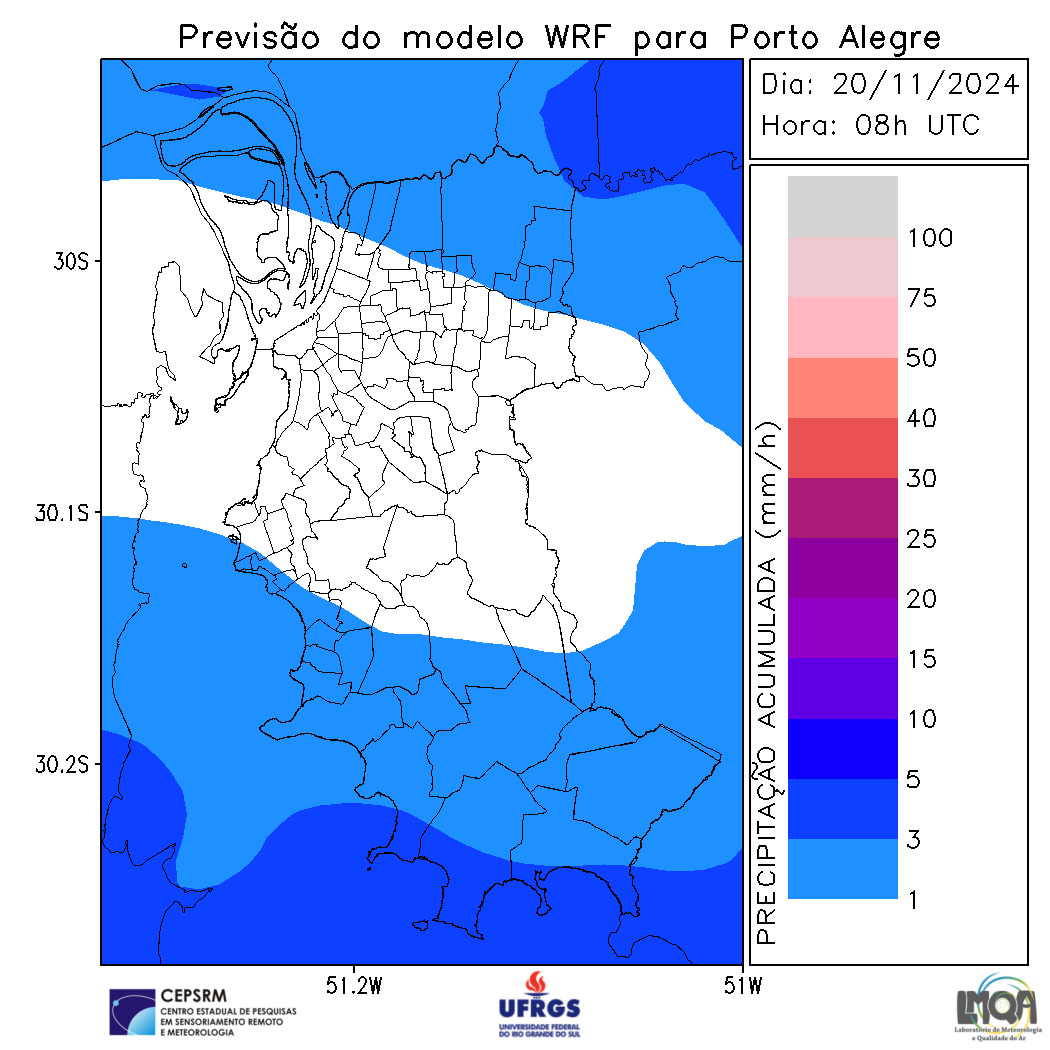 Previsão do modelo WRF para Porto Alegre
Dia: 20/11/2024
Hora: 08h UTC
30S
30.1S
30.2S
51.2W
51W
PRECIPITAÇÃO ACUMULADA (mm/h)
100
75
50
40
30
25
20
15
10
5
3
1
CEPSRM
CENTRO ESTADUAL DE PESQUISAS
EM SENSORIAMENTO REMOTO
E METEOROLOGIA
UFRGS
UNIVERSIDADE FEDERAL
DO RIO GRANDE DO SUL
LMQA
Laboratório de Meteorologia
e Qualidade do Ar